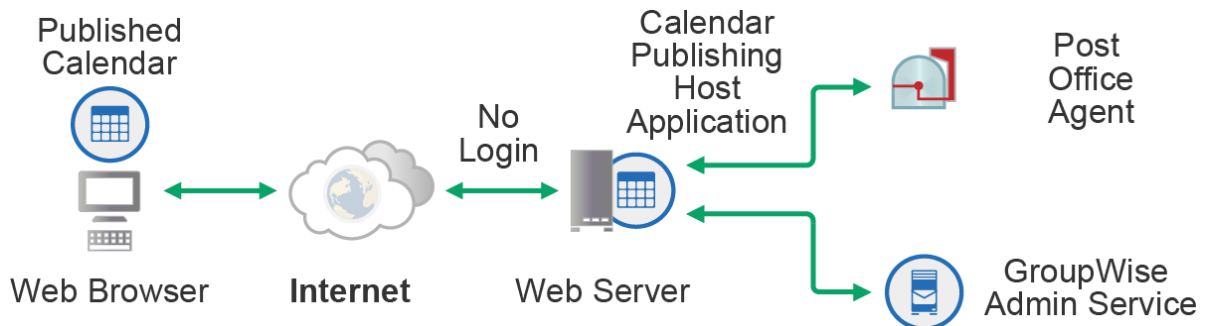 Published
Calendar
No
Login
Calendar
Publishing
Host
Application
Post
Office
Agent
Web Browser
Internet
Web Server
GroupWise
Admin Service